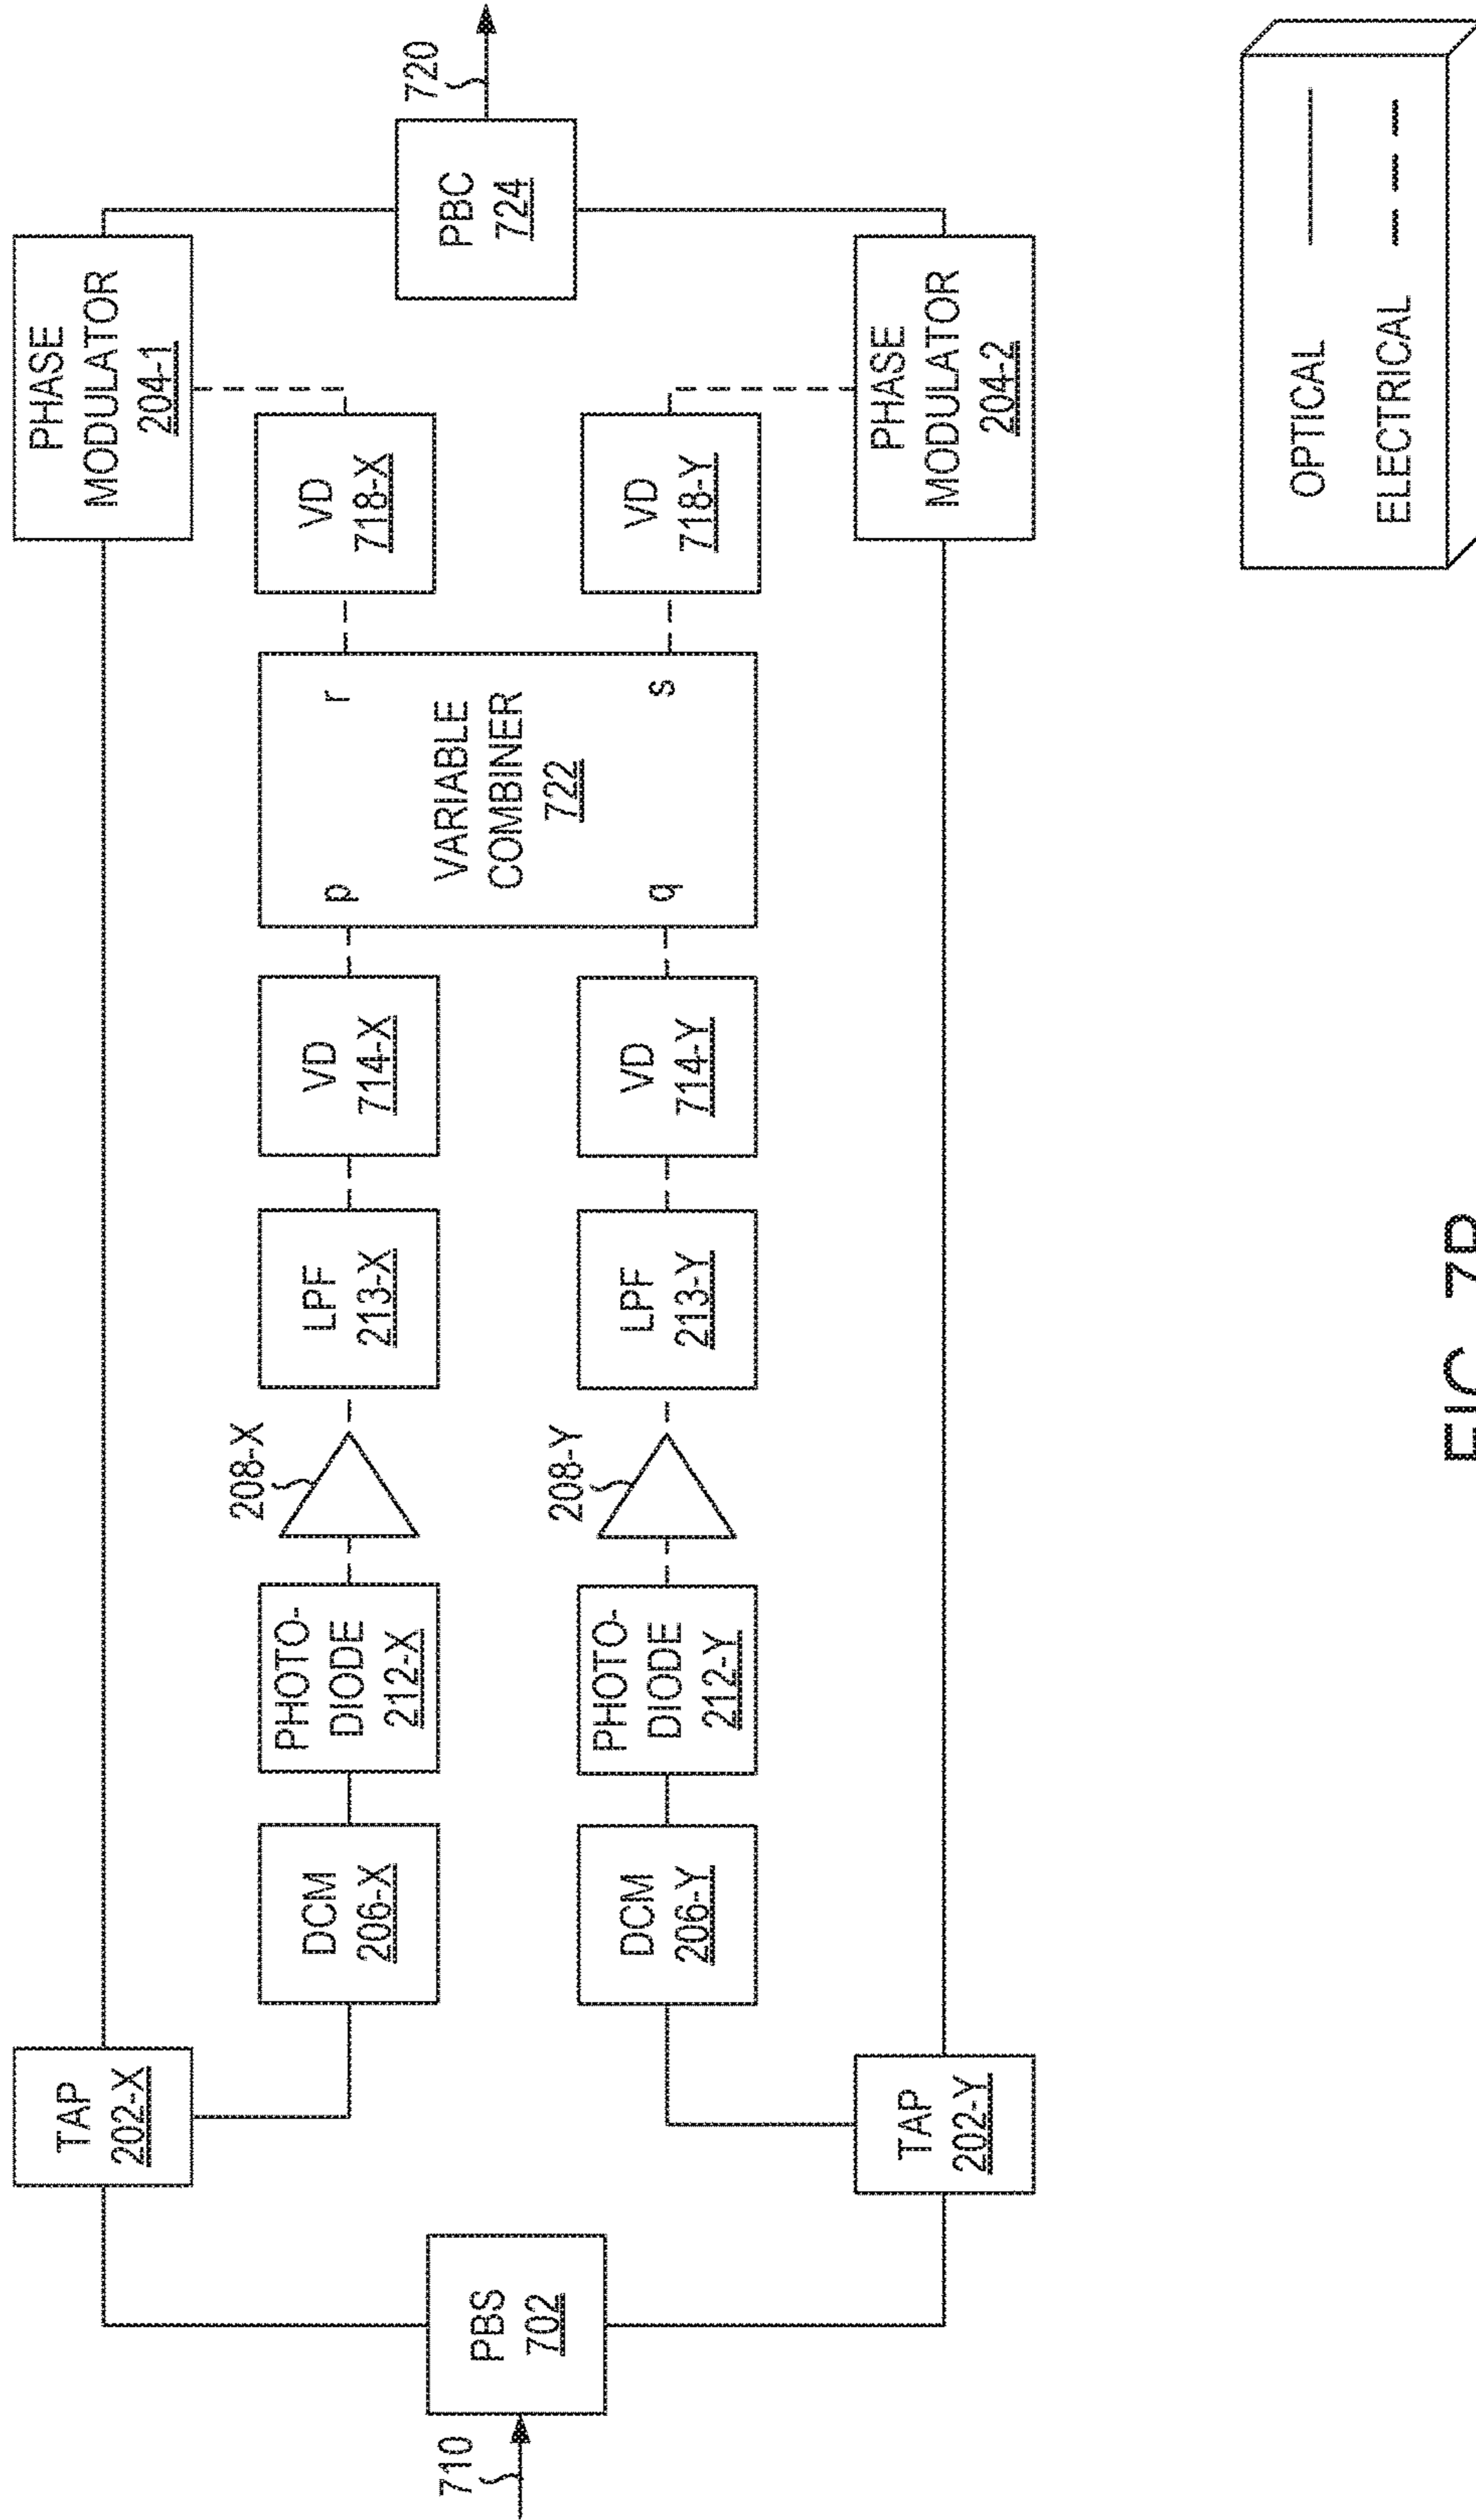 710
PBS
702
TAP
202-X
TAP
202-Y
DCM
206-X
DCM
206-Y
PHOTO-
DIODE
212-X
PHOTO-
DIODE
212-Y
208-X
208-Y
LPF
213-X
LPF
213-Y
VD
714-X
VD
714-Y
p
q
VARIABLE
COMBINER
722
r
s
VD
718-X
VD
718-Y
PHASE
MODULATOR
204-1
PHASE
MODULATOR
204-2
PBC
724
720
OPTICAL
ELECTRICAL